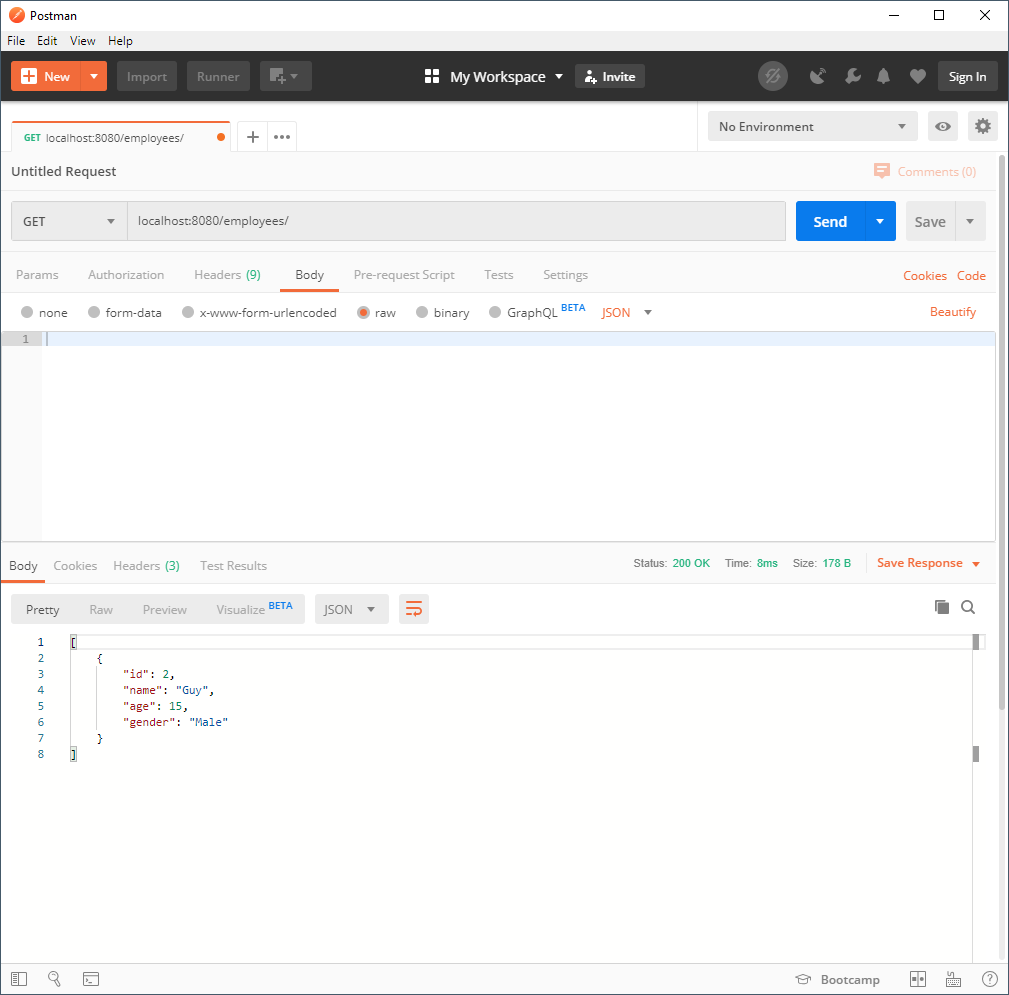 Postman
File Edit View Help
New Import Runner My Workspace Invite Sign In
GET localhost:8080/employees/ No Environment
Untitled Request Comments (0)
GET localhost:8080/employees/ Send Save
Params Authorization Headers (9) Body Pre-request Script Tests Settings Cookies Code
none form-data x-www-form-urlencoded raw binary GraphQL BETA JSON Beautify
1
Body Cookies Headers (3) Test Results Status: 200 OK Time: 8ms Size: 178 B Save Response
Pretty Raw Preview Visualize BETA JSON
1 [
2 {
3 "id": 2,
4 "name": "Guy",
5 "age": 15,
6 "gender": "Male"
7 }
8 ]
Bootcamp